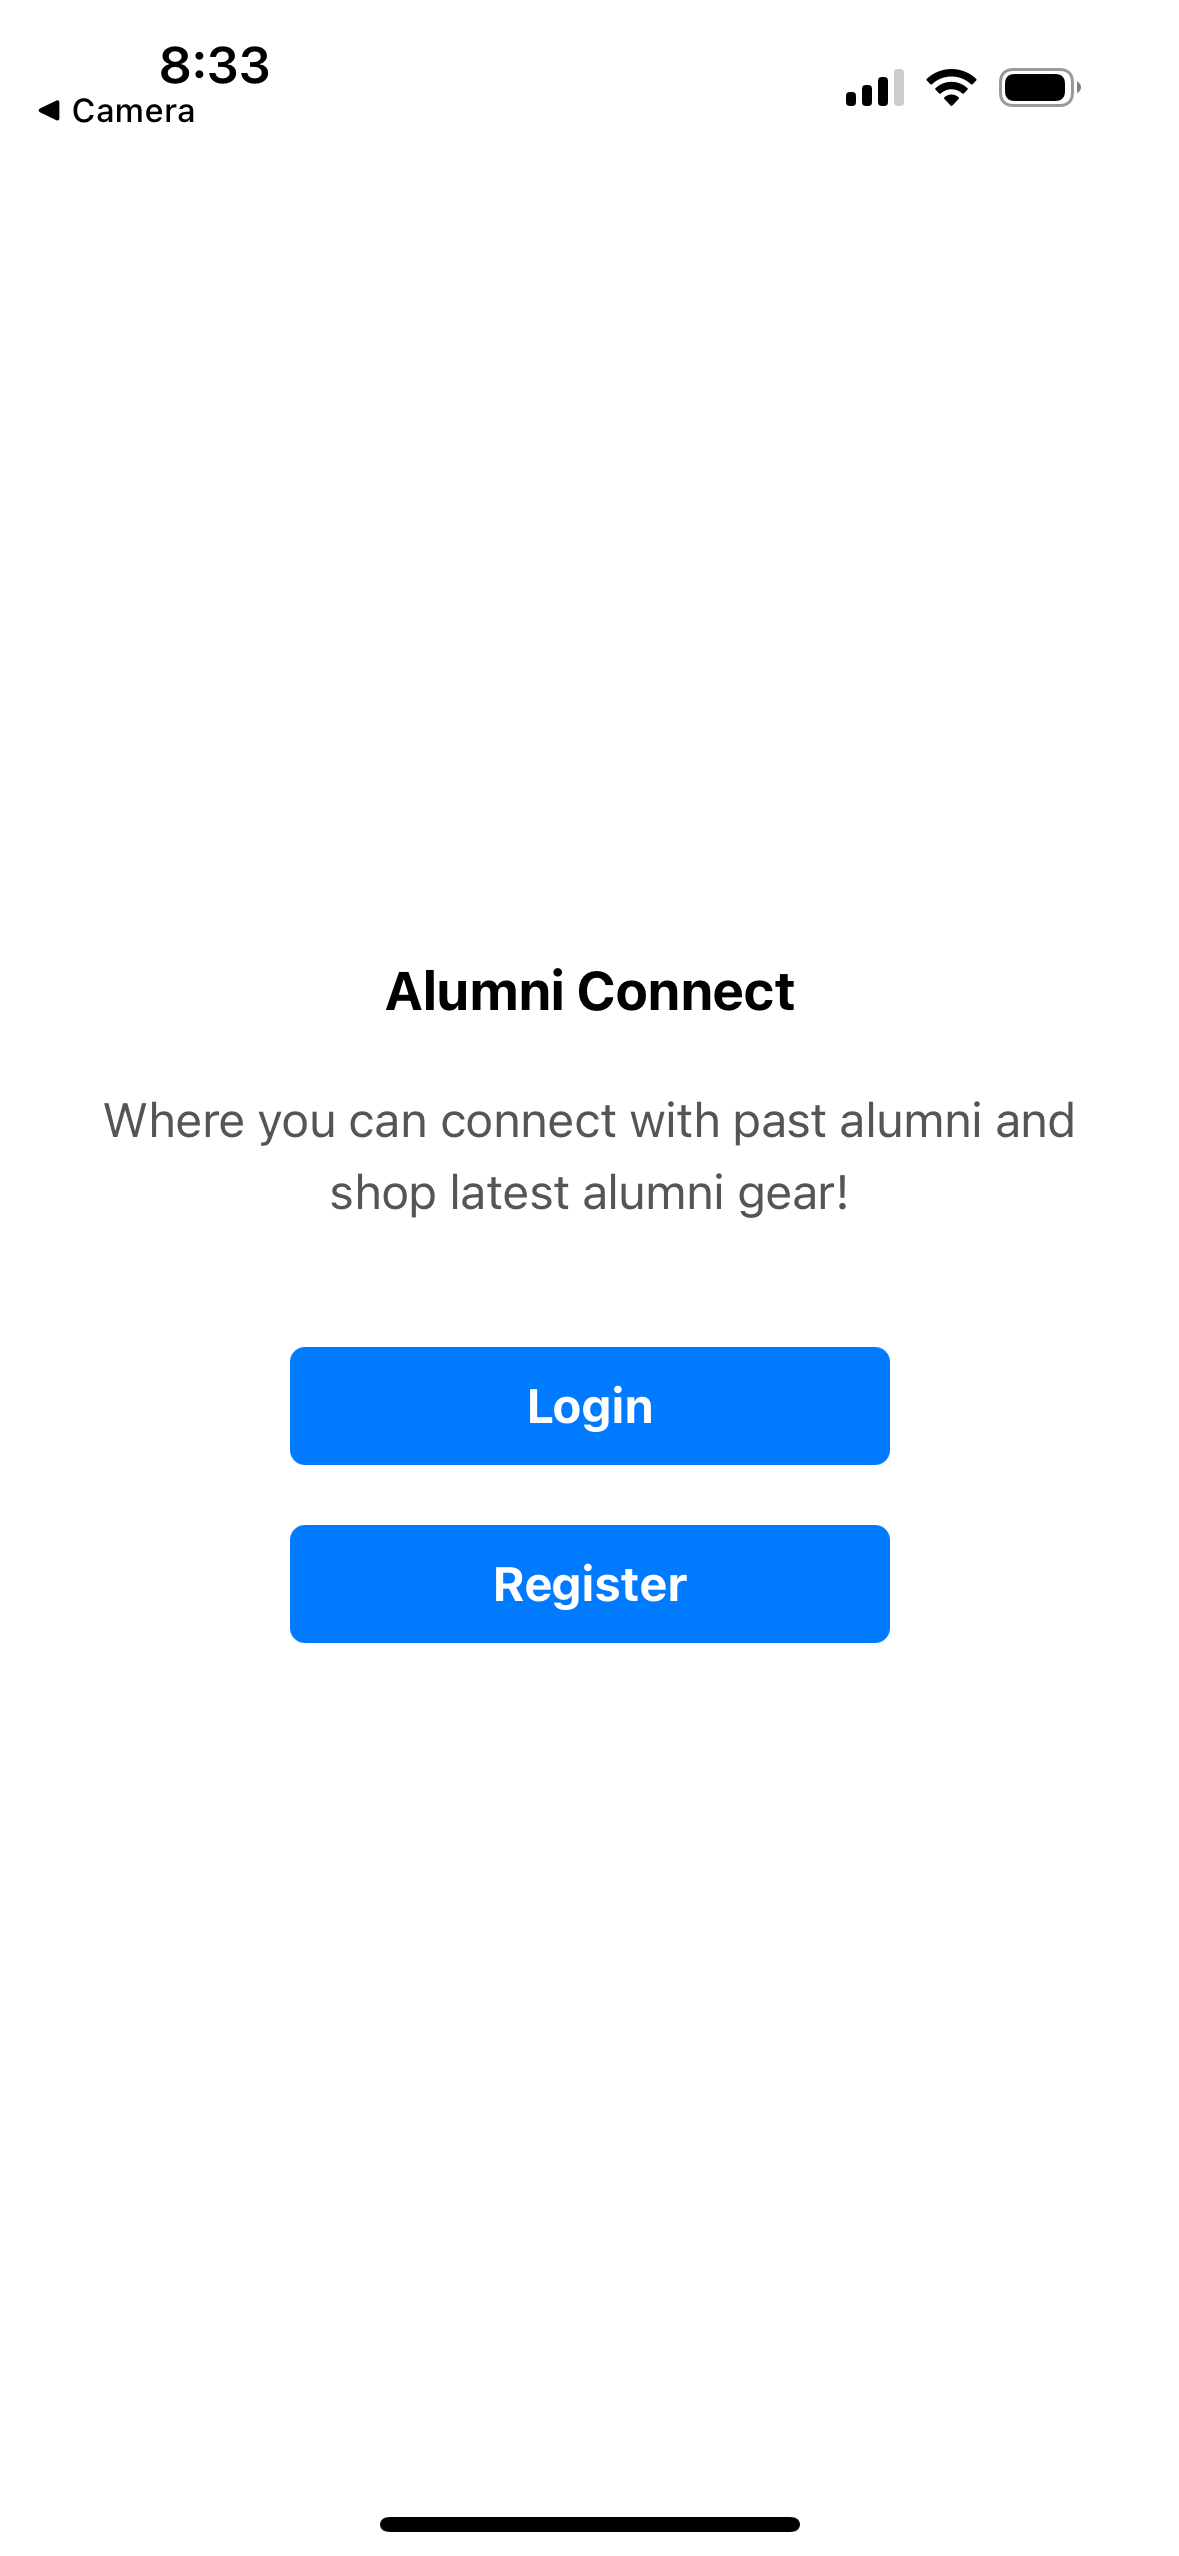 8:33
Camera
Alumni Connect
Where you can connect with past alumni and
shop latest alumni gear!
Login
Register